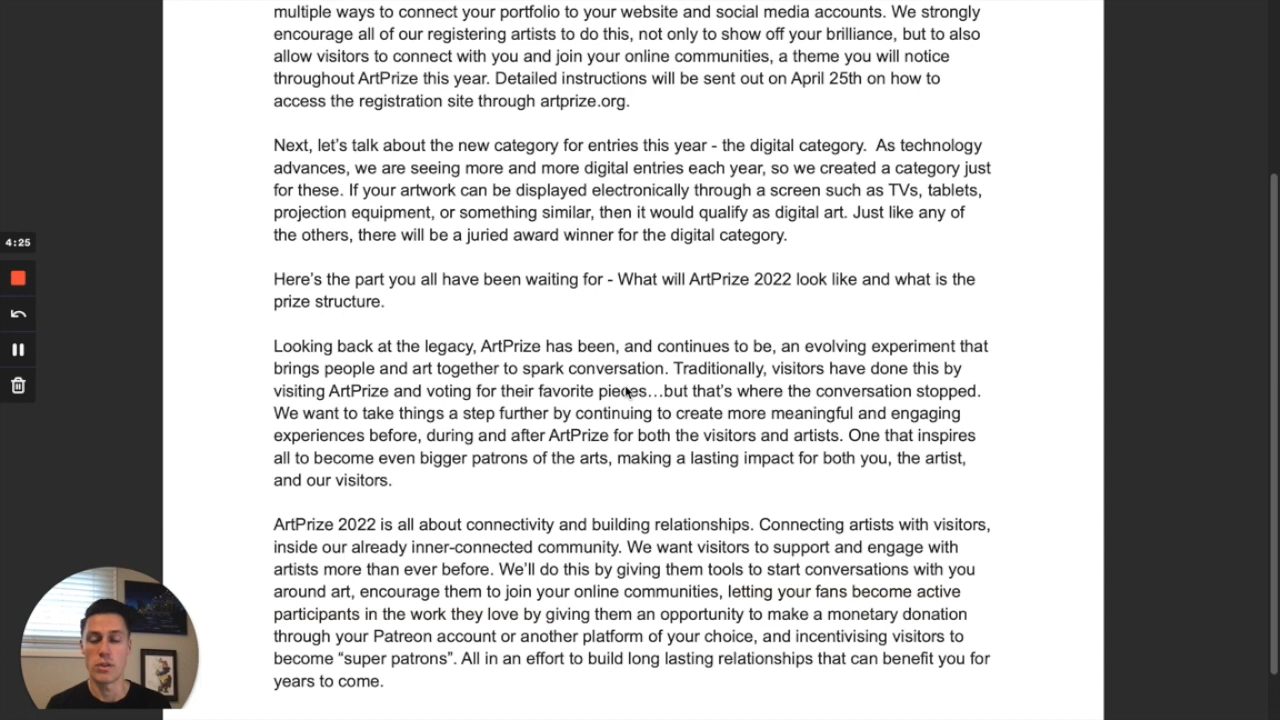 multiple ways to connect your portfolio to your website and social media accounts. We strongly
encourage all of our registering artists to do this, not only to show off your brilliance, but to also
allow visitors to connect with you and join your online communities, a theme you will notice
throughout ArtPrize this year. Detailed instructions will be sent out on April 25th on how to
access the registration site through artprize.org.
Next, let’s talk about the new category for entries this year - the digital category.  As technology
advances, we are seeing more and more digital entries each year, so we created a category just
for these. If your artwork can be displayed electronically through a screen such as TVs, tablets,
projection equipment, or something similar, then it would qualify as digital art. Just like any of
the others, there will be a juried award winner for the digital category.
4:25
Here’s the part you all have been waiting for - What will ArtPrize 2022 look like and what is the
prize structure.
Looking back at the legacy, ArtPrize has been, and continues to be, an evolving experiment that
brings people and art together to spark conversation. Traditionally, visitors have done this by
visiting ArtPrize and voting for their favorite pieces…but that’s where the conversation stopped.
We want to take things a step further by continuing to create more meaningful and engaging
experiences before, during and after ArtPrize for both the visitors and artists. One that inspires
all to become even bigger patrons of the arts, making a lasting impact for both you, the artist,
and our visitors.
ArtPrize 2022 is all about connectivity and building relationships. Connecting artists with visitors,
inside our already inner-connected community. We want visitors to support and engage with
artists more than ever before. We’ll do this by giving them tools to start conversations with you
around art, encourage them to join your online communities, letting your fans become active
participants in the work they love by giving them an opportunity to make a monetary donation
through your Patreon account or another platform of your choice, and incentivising visitors to
become “super patrons”. All in an effort to build long lasting relationships that can benefit you for
years to come.